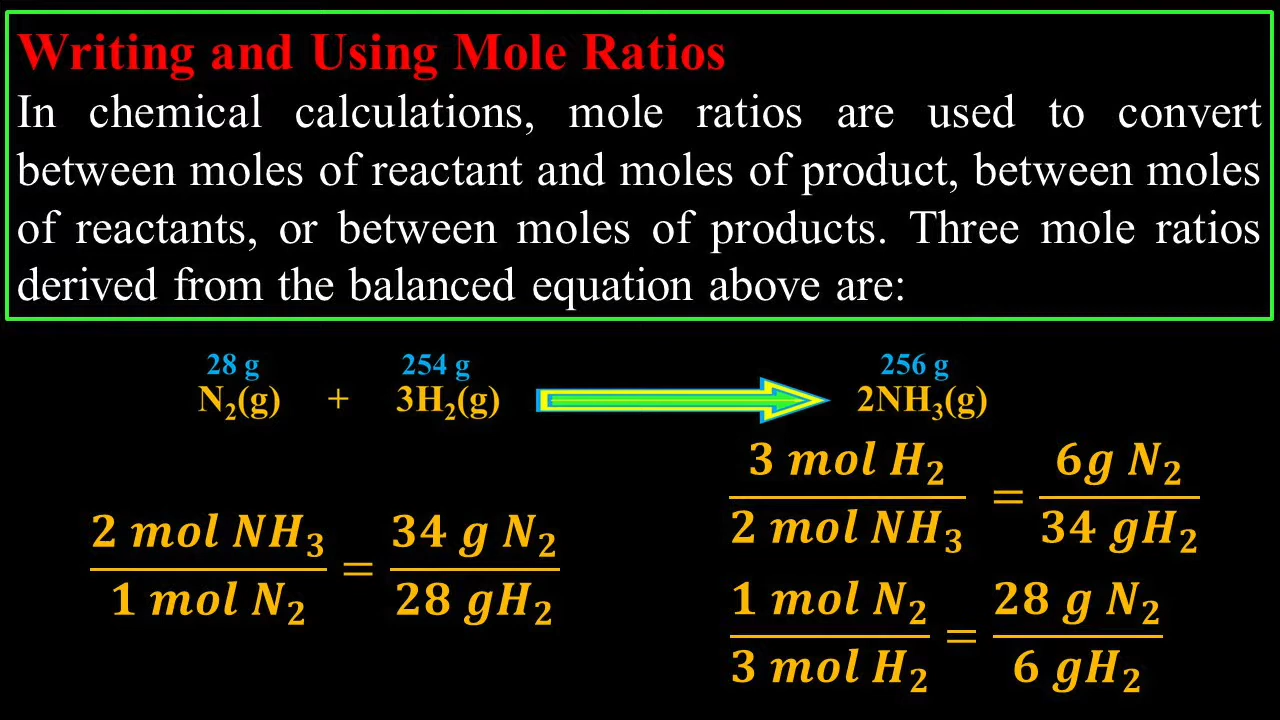 Writing and Using Mole Ratios
In chemical calculations, mole ratios are used to convert
between moles of reactant and moles of product, between moles
of reactants, or between moles of products. Three mole ratios
derived from the balanced equation above are:
28 g 254 g 256 g
N₂(g) + 3H₂(g) 2NH₃(g)
3 mol H₂ / 2 mol NH₃ = 6g N₂ / 34 gH₂
2 mol NH₃ / 1 mol N₂ = 34 g N₂ / 28 gH₂
1 mol N₂ / 3 mol H₂ = 28 g N₂ / 6 gH₂